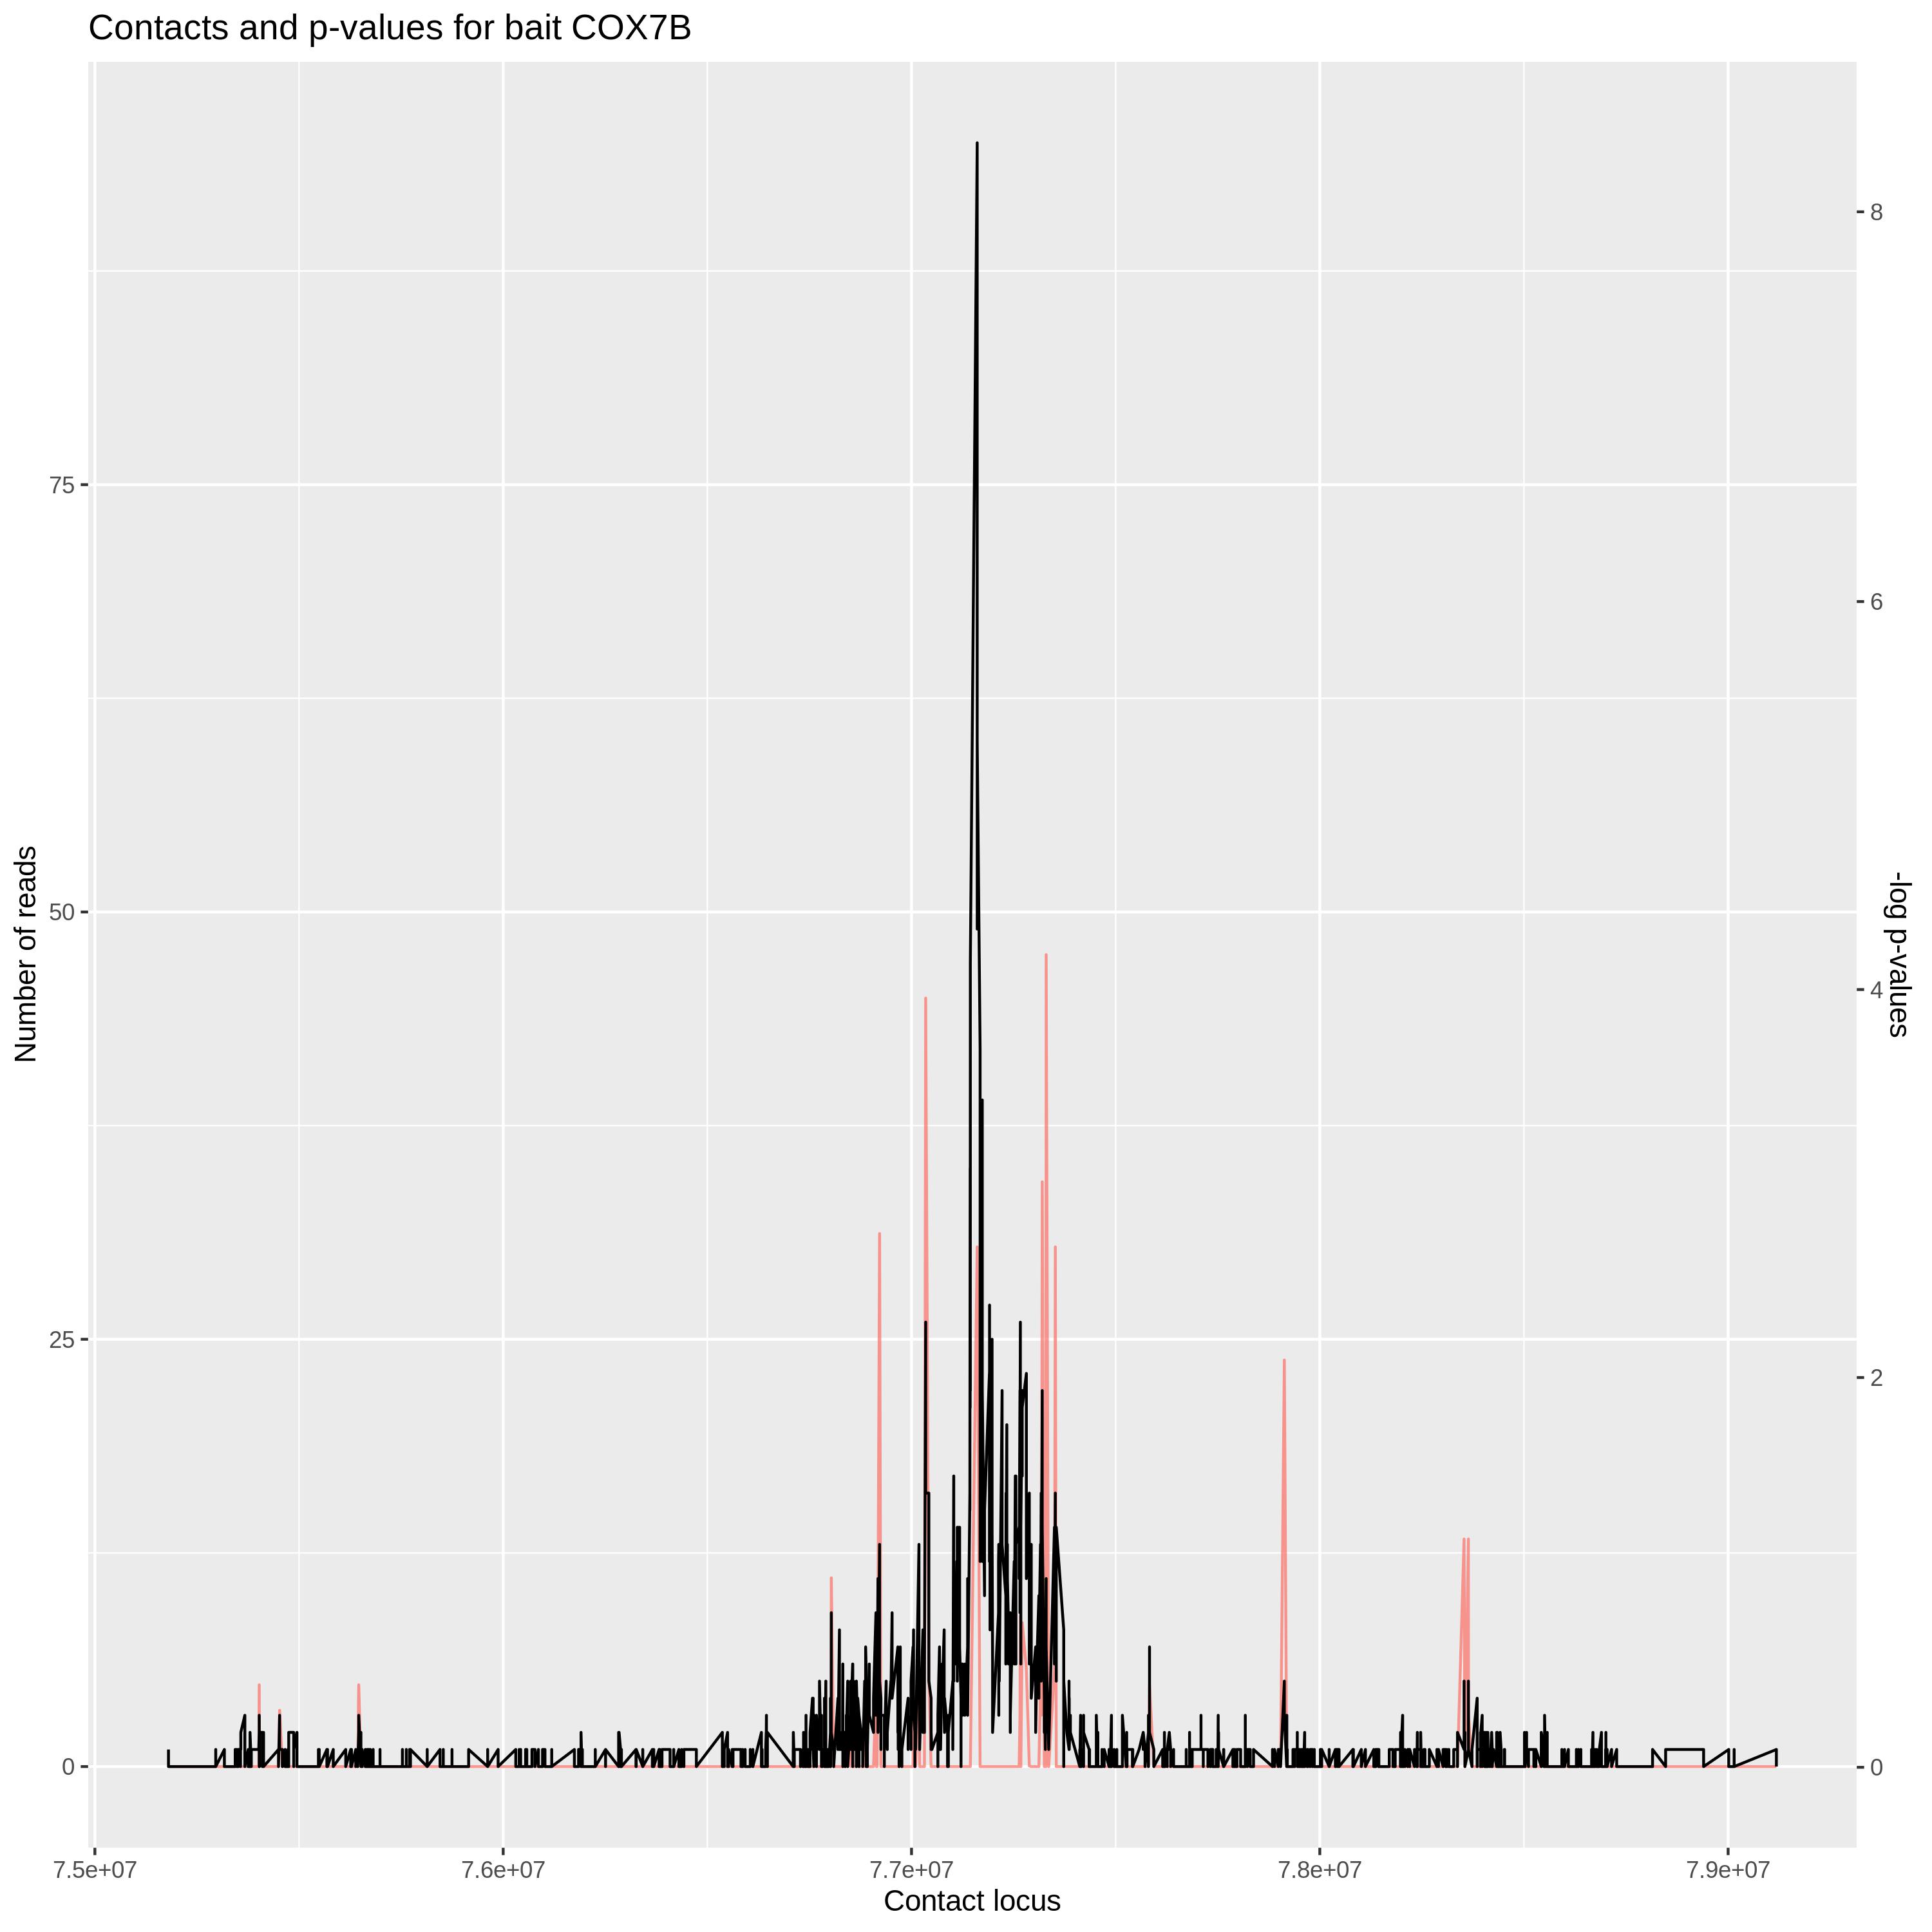 Contacts and p-values for bait COX7B
75
50
25
0
Number of reads
8
6
4
2
0
-log p-values
7.5e+07 7.6e+07 7.7e+07 7.8e+07 7.9e+07
Contact locus